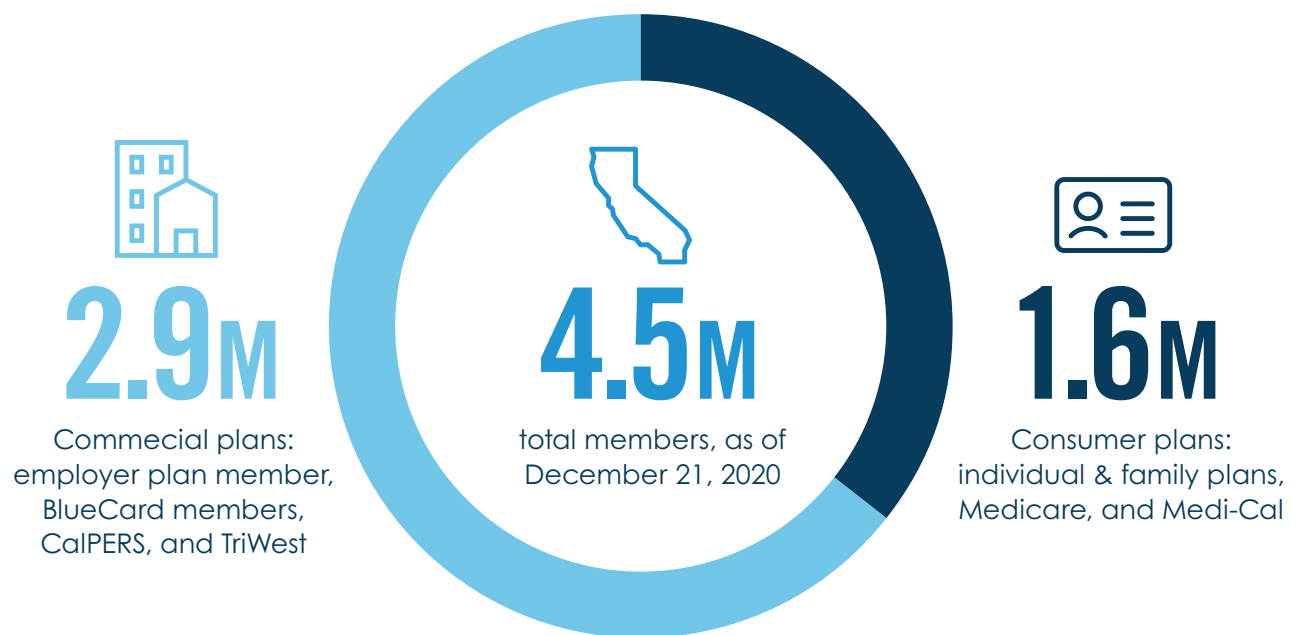 2.9M
Commecial plans:
employer plan member,
BlueCard members,
CalPERS, and TriWest
4.5M
total members, as of
December 21, 2020
1.6M
Consumer plans:
individual & family plans,
Medicare, and Medi-Cal